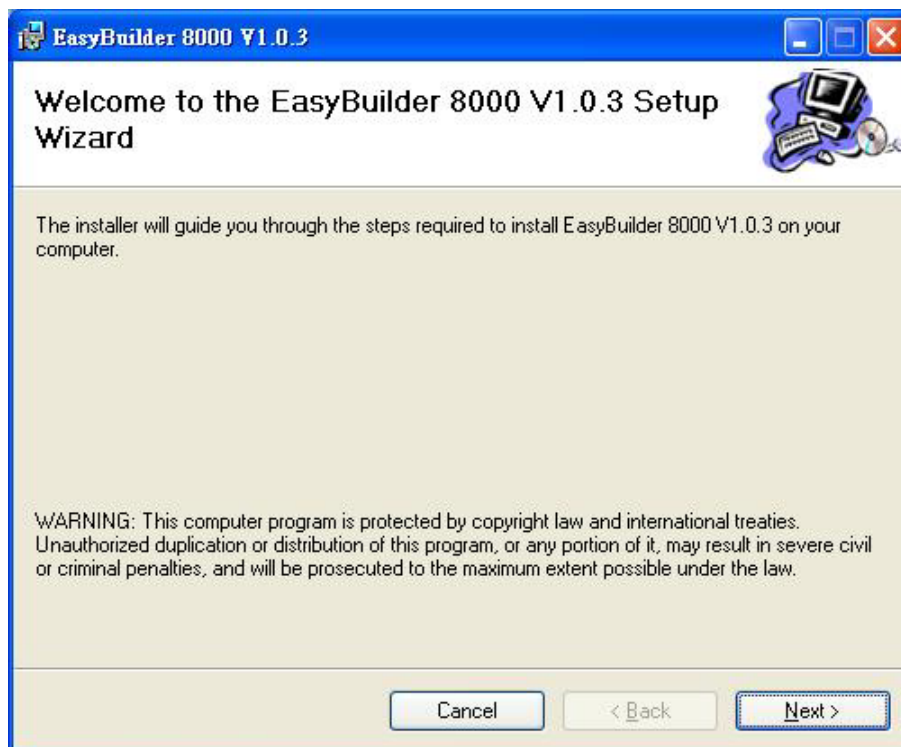 EasyBuilder 8000 V1.0.3
Welcome to the EasyBuilder 8000 V1.0.3 Setup
Wizard
The installer will guide you through the steps required to install EasyBuilder 8000 V1.0.3 on your
computer.
WARNING: This computer program is protected by copyright law and international treaties.
Unauthorized duplication or distribution of this program, or any portion of it, may result in severe civil
or criminal penalties, and will be prosecuted to the maximum extent possible under the law.
Cancel
< Back
Next >